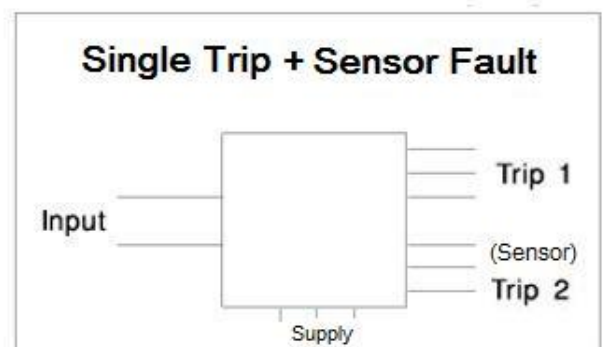 Single Trip + Sensor Fault
Input
Trip 1
(Sensor)
Trip 2
Supply